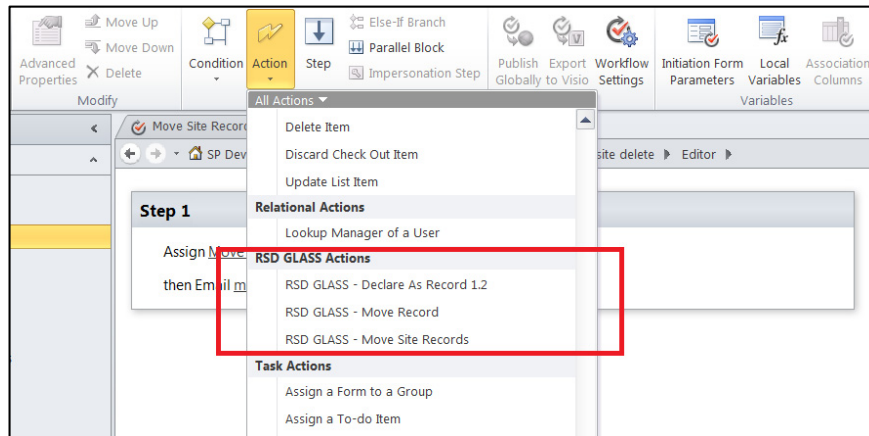 Move Up
Move Down
Delete
Advanced
Properties
Modify
Condition
Action
Step
Else-If Branch
Parallel Block
Impersonation Step
Publish
Globally
Export
to Visio
Workflow
Settings
Initiation Form
Parameters
Local
Variables
Association
Columns
Variables
All Actions
Move Site Recor
SP Dev
site delete
Editor
Delete Item
Discard Check Out Item
Update List Item
Relational Actions
Lookup Manager of a User
RSD GLASS Actions
RSD GLASS - Declare As Record 1.2
RSD GLASS - Move Record
RSD GLASS - Move Site Records
Task Actions
Assign a Form to a Group
Assign a To-do Item
Step 1
Assign Move
then Email m